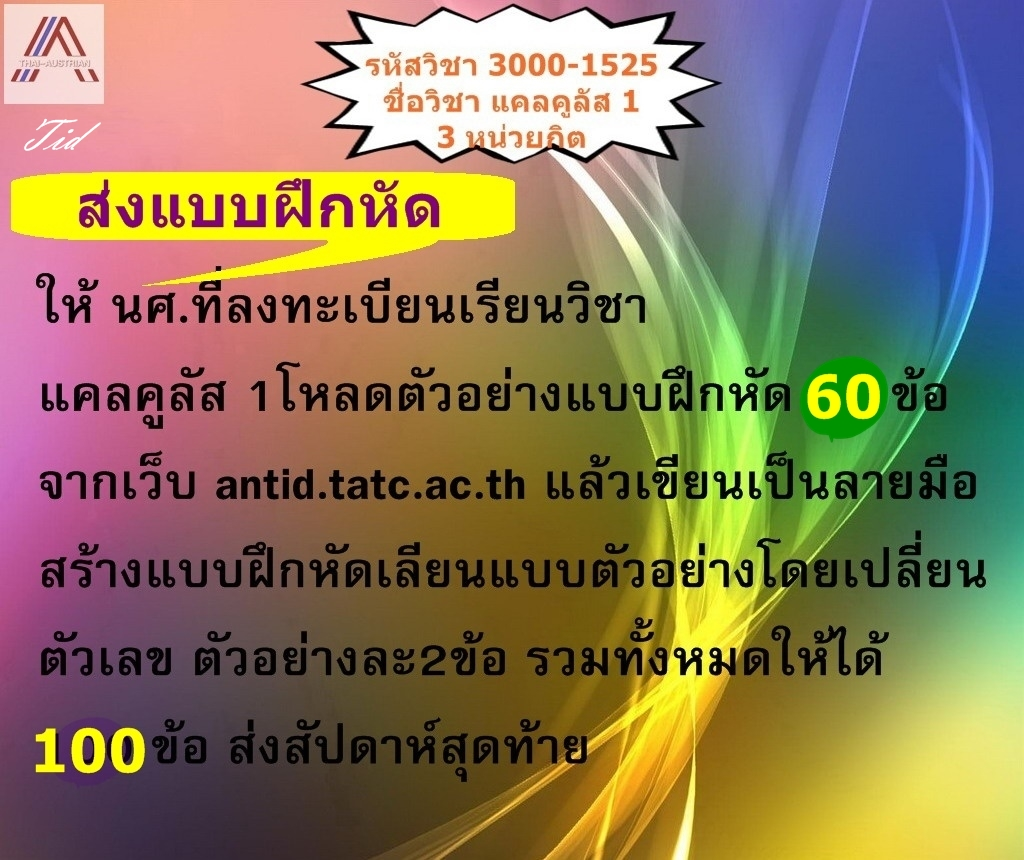 THAI-AUSTRIAN
Tid
รหัสวิชา 3000-1525
ชื่อวิชา แคลคูลัส 1
3 หน่วยกิต
ส่งแบบฝึกหัด
ให้ นศ.ที่ลงทะเบียนเรียนวิชา
แคลคูลัส 1โหลดตัวอย่างแบบฝึกหัด 60 ข้อ
จากเว็บ antid.tatc.ac.th แล้วเขียนเป็นลายมือ
สร้างแบบฝึกหัดเลียนแบบตัวอย่างโดยเปลี่ยน
ตัวเลข ตัวอย่างละ2ข้อ รวมทั้งหมดให้ได้
100 ข้อ ส่งสัปดาห์สุดท้าย